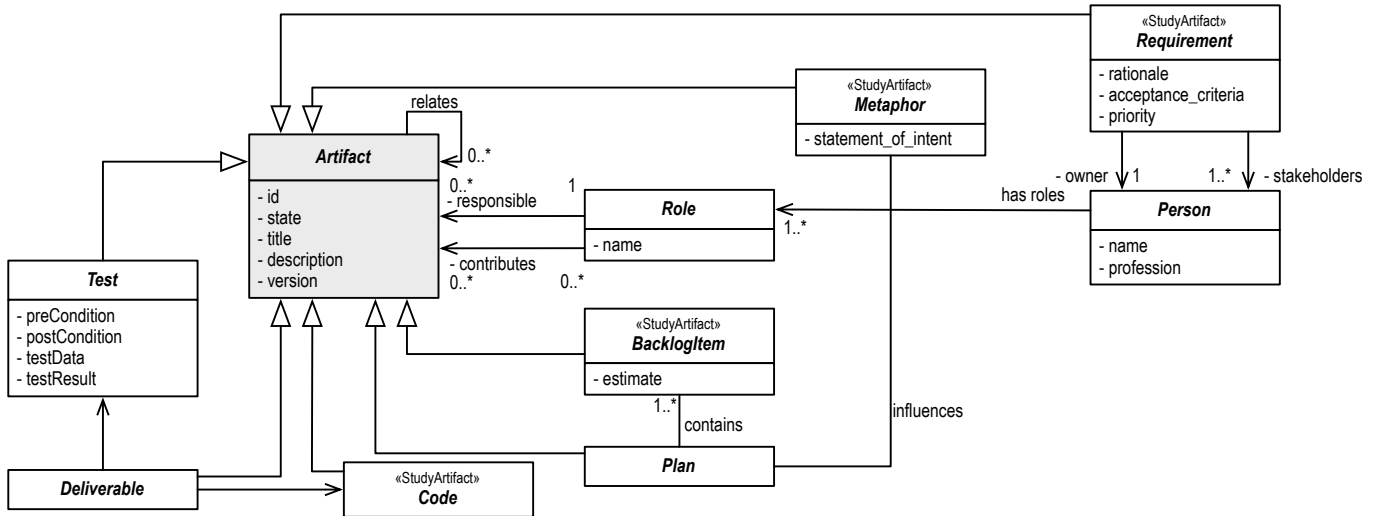 «StudyArtifact»
Requirement
- rationale
- acceptance_criteria
- priority
«StudyArtifact»
Metaphor
- statement_of_intent
relates
0..*
Artifact
- id
- state
- title
- description
- version
0..*
- responsible
1
- contributes
0..*
0..*
Role
- name
has roles
1..*
- owner
1
1..*
- stakeholders
Person
- name
- profession
Test
- preCondition
- postCondition
- testData
- testResult
«StudyArtifact»
BacklogItem
- estimate
1..*
contains
influences
Plan
Deliverable
«StudyArtifact»
Code